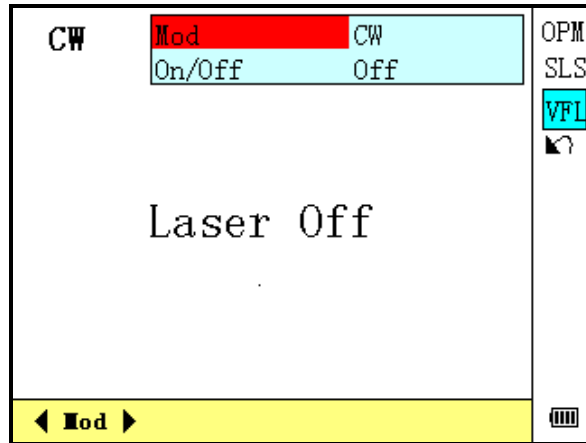 CW
Mod CW
On/Off Off
OPM
SLS
VFL
Laser Off
Mod